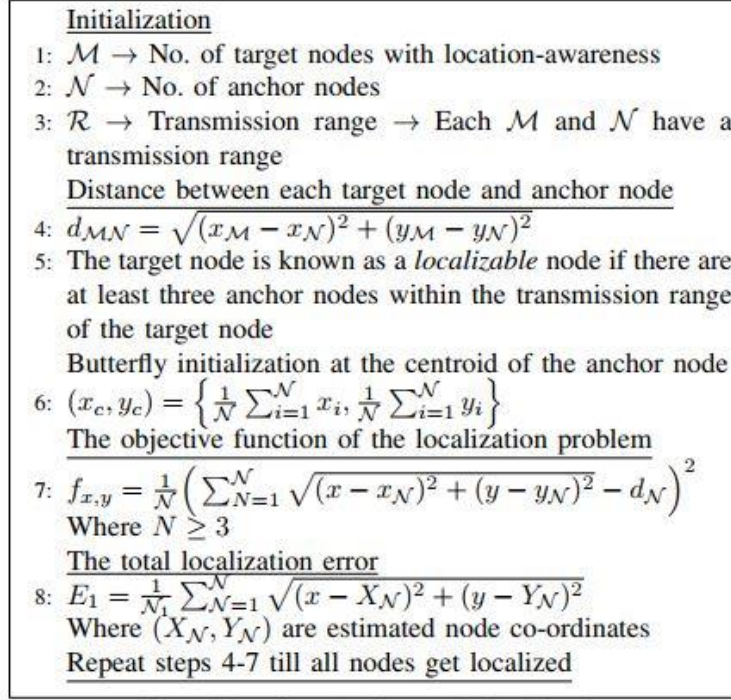 Initialization
1: ℳ → No. of target nodes with location-awareness
2: 𝒩 → No. of anchor nodes
3: ℛ → Transmission range → Each ℳ and 𝒩 have a
transmission range
Distance between each target node and anchor node
4: d_{ℳ𝒩} = √((x_ℳ − x_𝒩)² + (y_ℳ − y_𝒩)²)
5: The target node is known as a localizable node if there are
at least three anchor nodes within the transmission range
of the target node
Butterfly initialization at the centroid of the anchor node
6: (x_c, y_c) = { 1/𝒩 ∑_{i=1}^{𝒩} x_i, 1/𝒩 ∑_{i=1}^{𝒩} y_i }
The objective function of the localization problem
7: f_{x,y} = 1/𝒩 ( ∑_{N=1}^{𝒩} √((x − x_𝒩)² + (y − y_𝒩)²) − d_𝒩 )²
Where N ≥ 3
The total localization error
8: E_1 = 1/𝒩_1 ∑_{𝒩=1}^{𝒩} √((x − X_𝒩)² + (y − Y_𝒩)²)
Where (X_𝒩, Y_𝒩) are estimated node co-ordinates
Repeat steps 4-7 till all nodes get localized